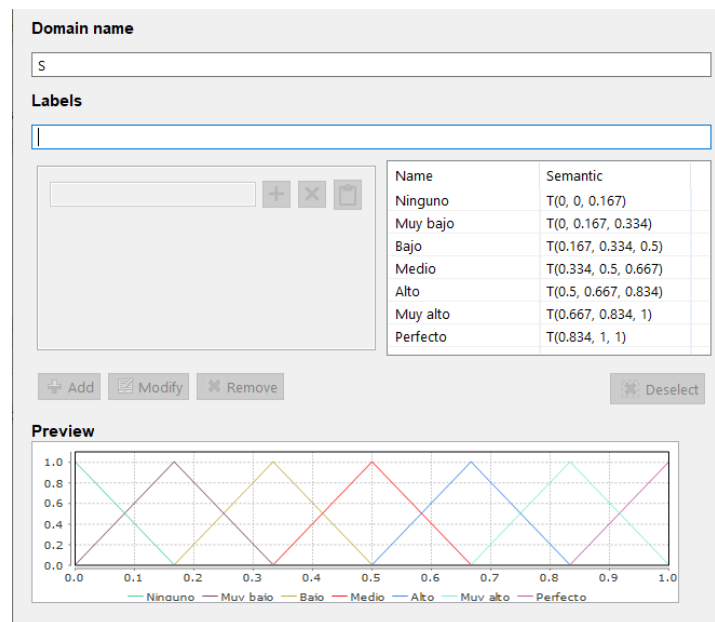 Domain name
S
Labels
Name Semantic
Ninguno T(0, 0, 0.167)
Muy bajo T(0, 0.167, 0.334)
Bajo T(0.167, 0.334, 0.5)
Medio T(0.334, 0.5, 0.667)
Alto T(0.5, 0.667, 0.834)
Muy alto T(0.667, 0.834, 1)
Perfecto T(0.834, 1, 1)
Add Modify Remove Deselect
Preview
1.0
0.8
0.6
0.4
0.2
0.0
0.0 0.1 0.2 0.3 0.4 0.5 0.6 0.7 0.8 0.9 1.0
Ninguno Muy bajo Bajo Medio Alto Muy alto Perfecto